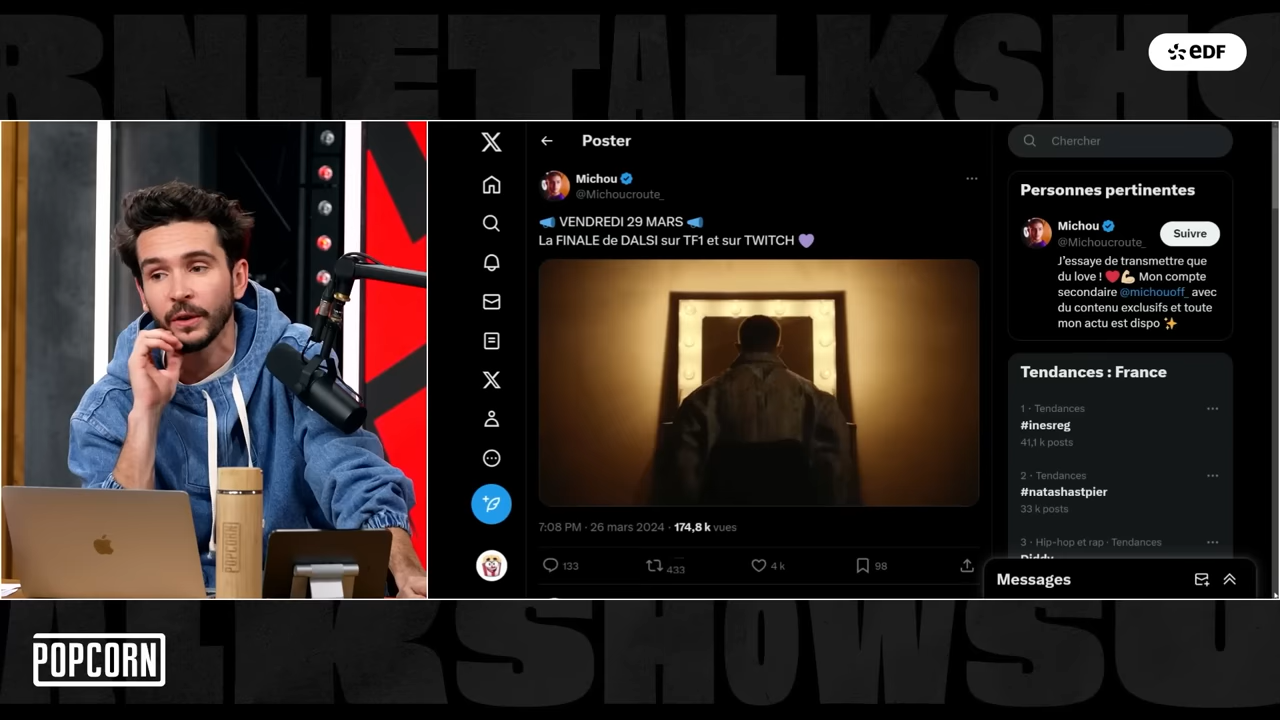 RNLETALKSHO
eDF
Poster
Chercher
Michou
@Michoucroute_
📣 VENDREDI 29 MARS 📣
La FINALE de DALSI sur TF1 et sur TWITCH 💜
7:08 PM · 26 mars 2024 · 174,8 k vues
133
433
4 k
98
Personnes pertinentes
Michou
@Michoucroute_
Suivre
J'essaye de transmettre que
du love ! ❤️💪 Mon compte
secondaire @michouoff_ avec
du contenu exclusifs et toute
mon actu est dispo ✨
Tendances : France
1 · Tendances
#inesreg
41,1 k posts
2 · Tendances
#natashastpier
33 k posts
3 · Hip-hop et rap · Tendances
Diddy
Messages
POPCORN
POPCORN
ALKSHOWSU